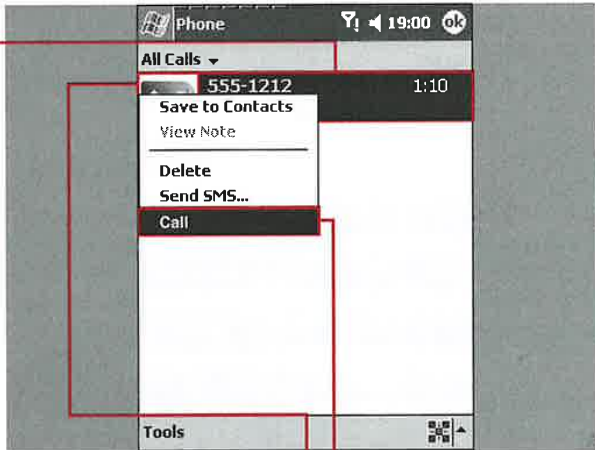 Phone 19:00 ok
All Calls
555-1212 1:10
Save to Contacts
View Note
Delete
Send SMS...
Call
Tools